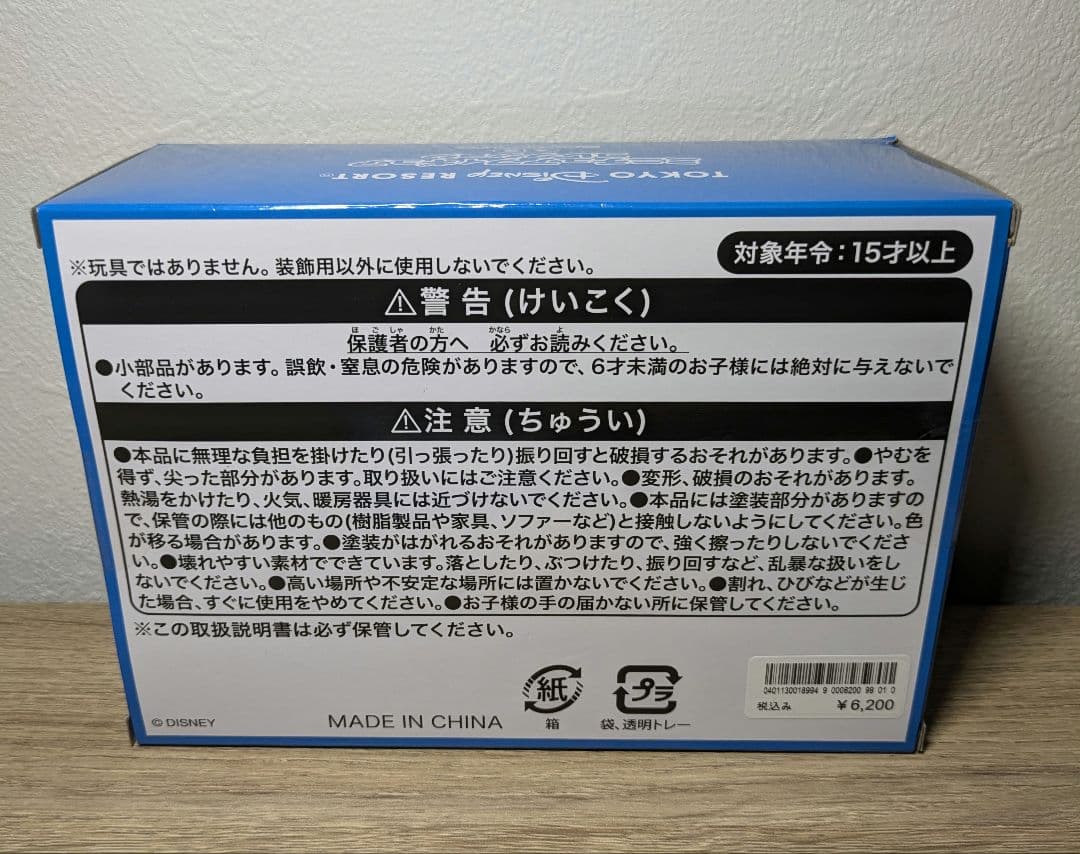 TOKYO DISNEY RESORT®
※玩具ではありません。装飾用以外に使用しないでください。
対象年令：15才以上
⚠警 告 (けいこく)
保護者の方へ 必ずお読みください。
●小部品があります。誤飲・窒息の危険がありますので、6才未満のお子様には絶対に与えないで
ください。
⚠注 意 (ちゅうい)
●本品に無理な負担を掛けたり(引っ張ったり)振り回すと破損するおそれがあります。●やむを
得ず、尖った部分があります。取り扱いにはご注意ください。●変形、破損のおそれがあります。
熱湯をかけたり、火気、暖房器具には近づけないでください。●本品には塗装部分がありますの
で、保管の際には他のもの(樹脂製品や家具、ソファーなど)と接触しないようにしてください。色
が移る場合があります。●塗装がはがれるおそれがありますので、強く擦ったりしないでくださ
い。●壊れやすい素材でできています。落としたり、ぶつけたり、振り回すなど、乱暴な扱いをし
ないでください。●高い場所や不安定な場所には置かないでください。●割れ、ひびなどが生じ
た場合、すぐに使用をやめてください。●お子様の手の届かない所に保管してください。
※この取扱説明書は必ず保管してください。
© DISNEY
MADE IN CHINA
紙
箱
プラ
袋、透明トレー
0401130018994 9 0006200 99 01 0
税込み ¥6,200